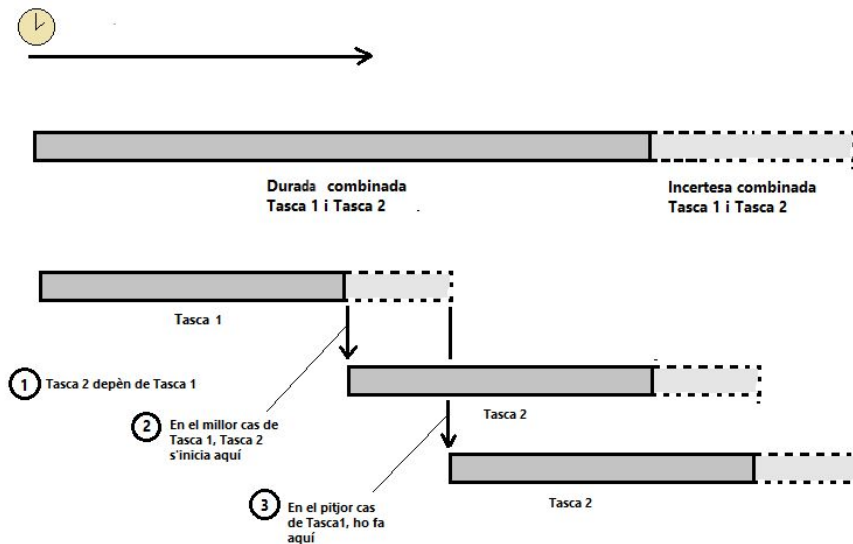 Durada combinada
Tasca 1 i Tasca 2
Incertesa combinada
Tasca 1 i Tasca 2
Tasca 1
1 Tasca 2 depèn de Tasca 1
2 En el millor cas de
Tasca 1, Tasca 2
s'inicia aquí
Tasca 2
3 En el pitjor cas
de Tasca1, ho fa
aquí
Tasca 2